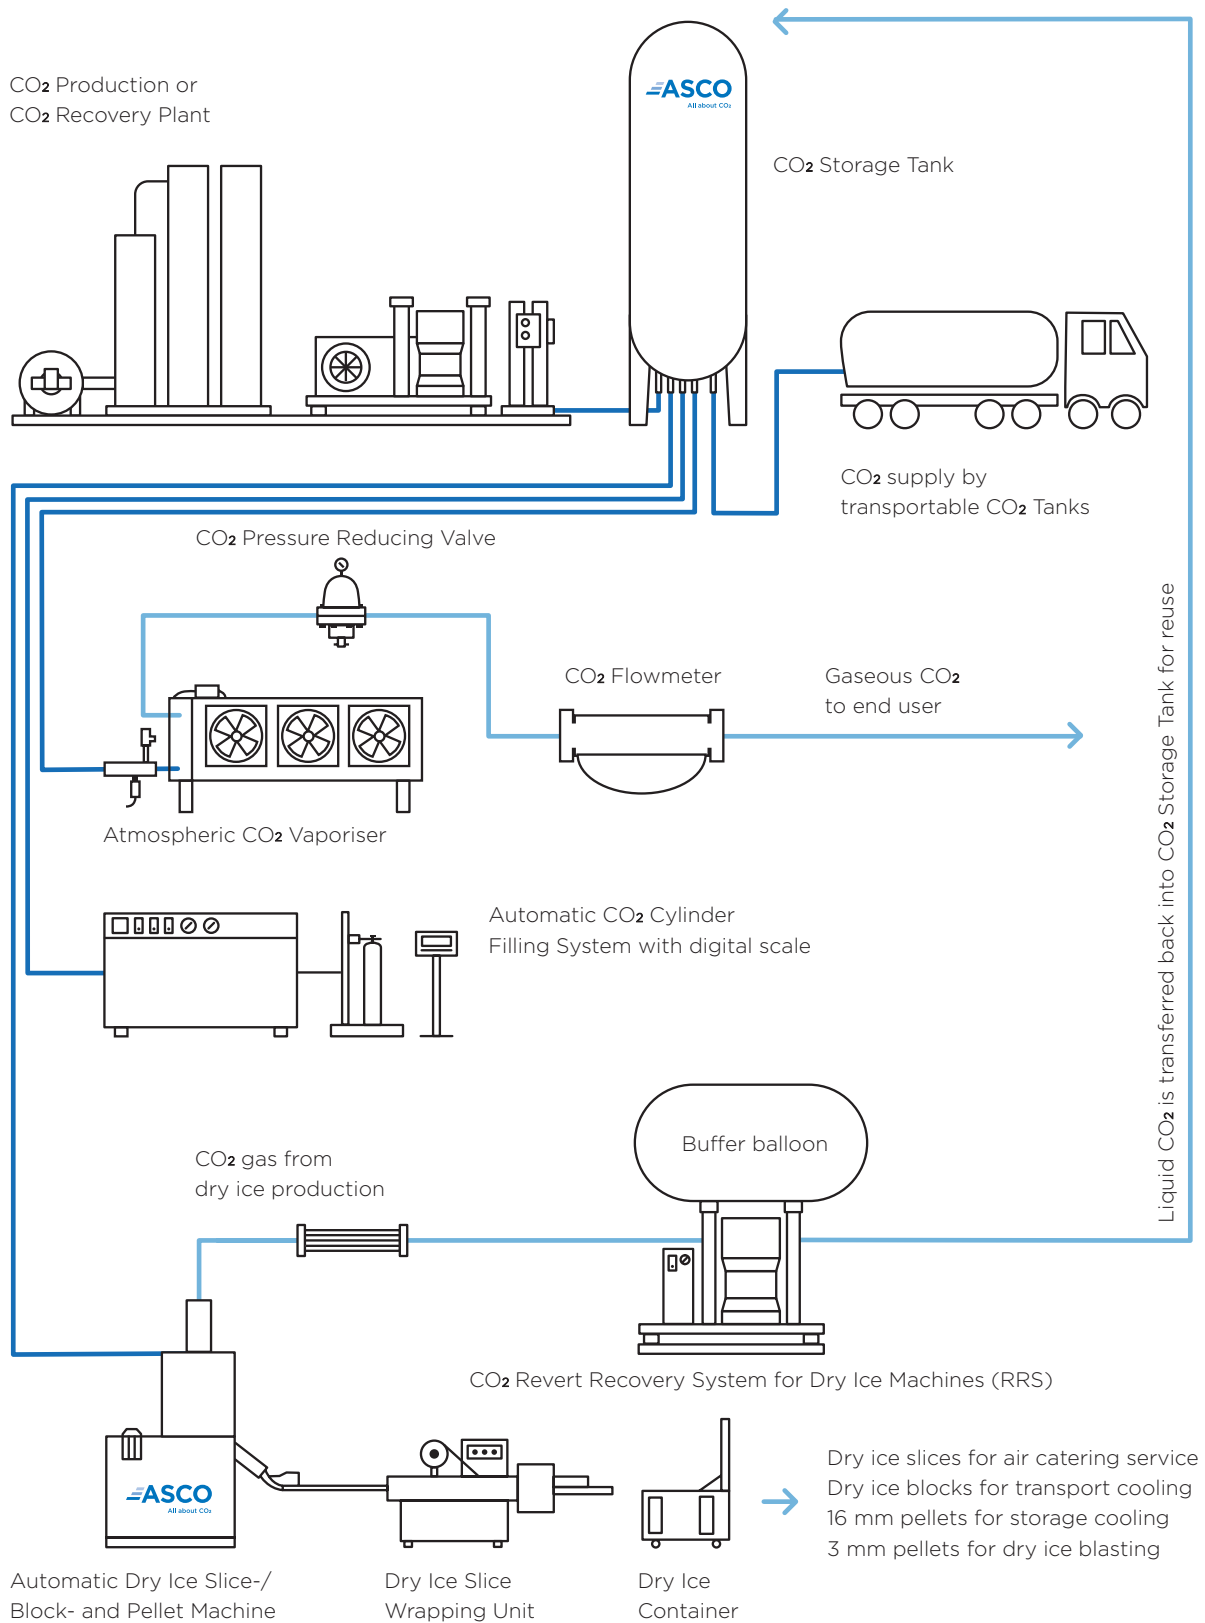 CO2 Production or
CO2 Recovery Plant
ASCO
All about CO2
CO2 Storage Tank
CO2 supply by
transportable CO2 Tanks
CO2 Pressure Reducing Valve
CO2 Flowmeter
Gaseous CO2
to end user
Atmospheric CO2 Vaporiser
Automatic CO2 Cylinder
Filling System with digital scale
Liquid CO2 is transferred back into CO2 Storage Tank for reuse
Buffer balloon
CO2 gas from
dry ice production
CO2 Revert Recovery System for Dry Ice Machines (RRS)
ASCO
All about CO2
Dry ice slices for air catering service
Dry ice blocks for transport cooling
16 mm pellets for storage cooling
3 mm pellets for dry ice blasting
Automatic Dry Ice Slice-/
Block- and Pellet Machine
Dry Ice Slice
Wrapping Unit
Dry Ice
Container